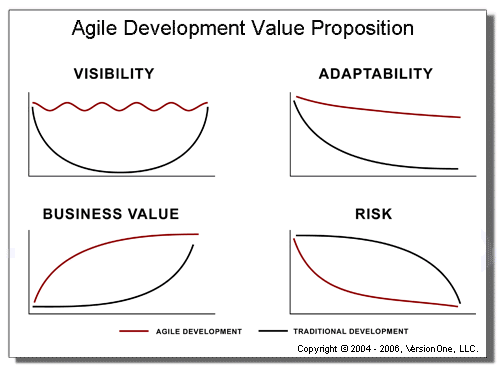 Agile Development Value Proposition
VISIBILITY
ADAPTABILITY
BUSINESS VALUE
RISK
AGILE DEVELOPMENT
TRADITIONAL DEVELOPMENT
Copyright © 2004 - 2006, VersionOne, LLC.